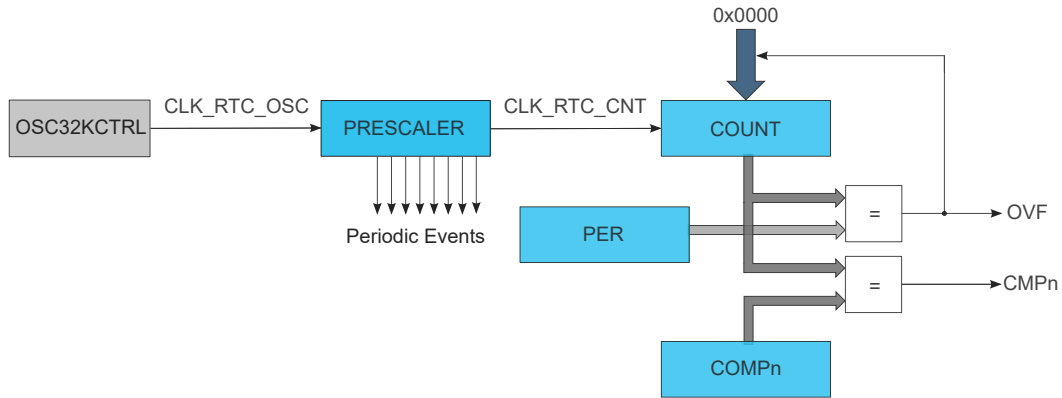 0x0000
OSC32KCTRL
CLK_RTC_OSC
PRESCALER
CLK_RTC_CNT
COUNT
Periodic Events
PER
=
OVF
=
CMPn
COMPn